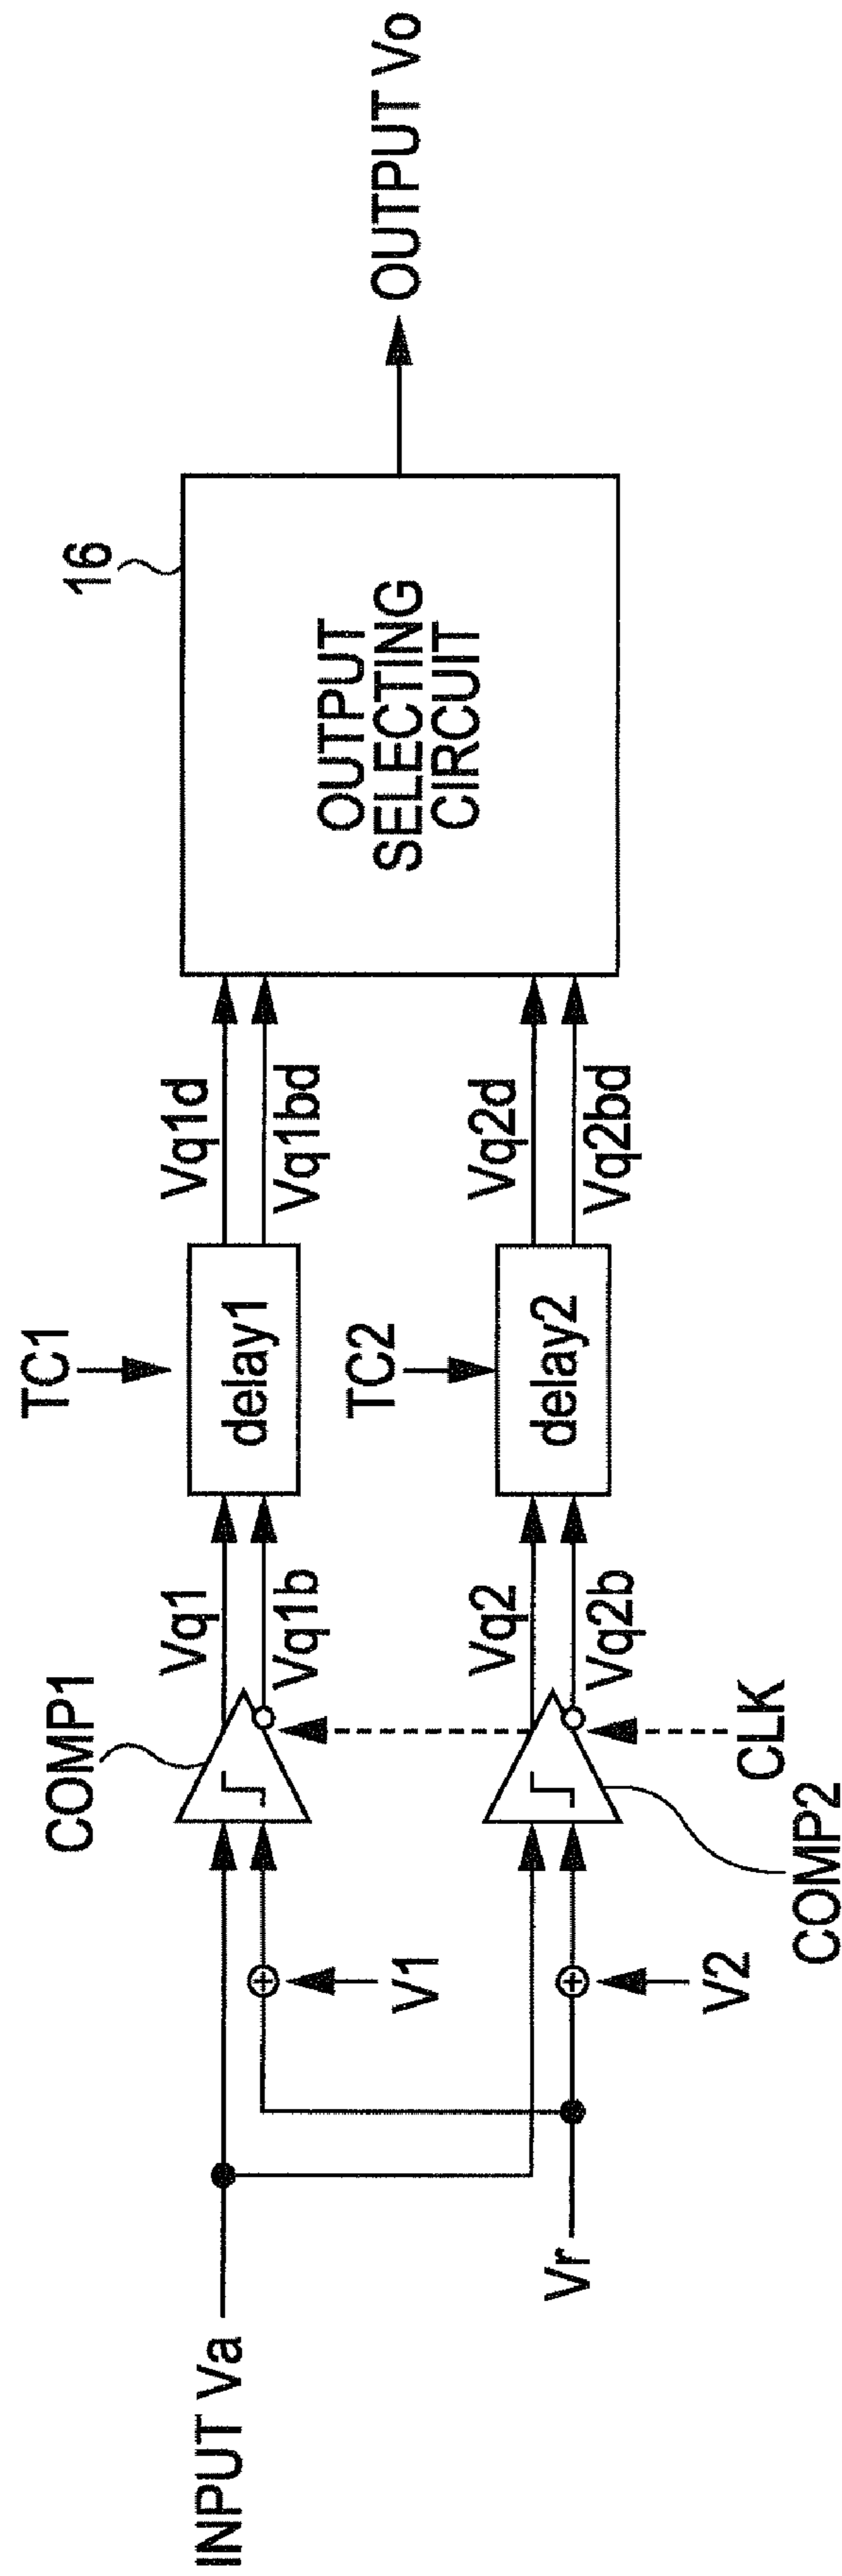 INPUT Va
Vr
V1
V2
COMP1
COMP2
CLK
Vq1
Vq1b
Vq2
Vq2b
TC1
delay1
TC2
delay2
Vq1d
Vq1bd
Vq2d
Vq2bd
16
OUTPUT
SELECTING
CIRCUIT
OUTPUT Vo